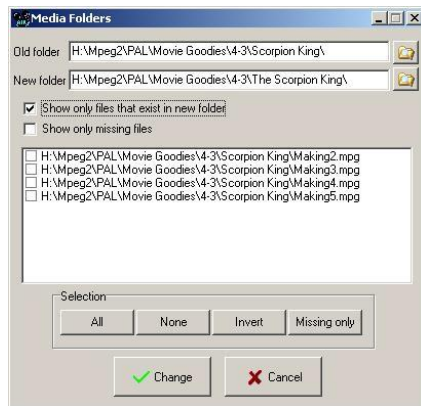 Media Folders
Old folder H:\Mpeg2\PAL\Movie Goodies\4-3\Scorpion King\
New folder H:\Mpeg2\PAL\Movie Goodies\4-3\The Scorpion King\
Show only files that exist in new folder
Show only missing files
H:\Mpeg2\PAL\Movie Goodies\4-3\Scorpion King\Making2.mpg
H:\Mpeg2\PAL\Movie Goodies\4-3\Scorpion King\Making3.mpg
H:\Mpeg2\PAL\Movie Goodies\4-3\Scorpion King\Making4.mpg
H:\Mpeg2\PAL\Movie Goodies\4-3\Scorpion King\Making5.mpg
Selection
All None Invert Missing only
Change Cancel